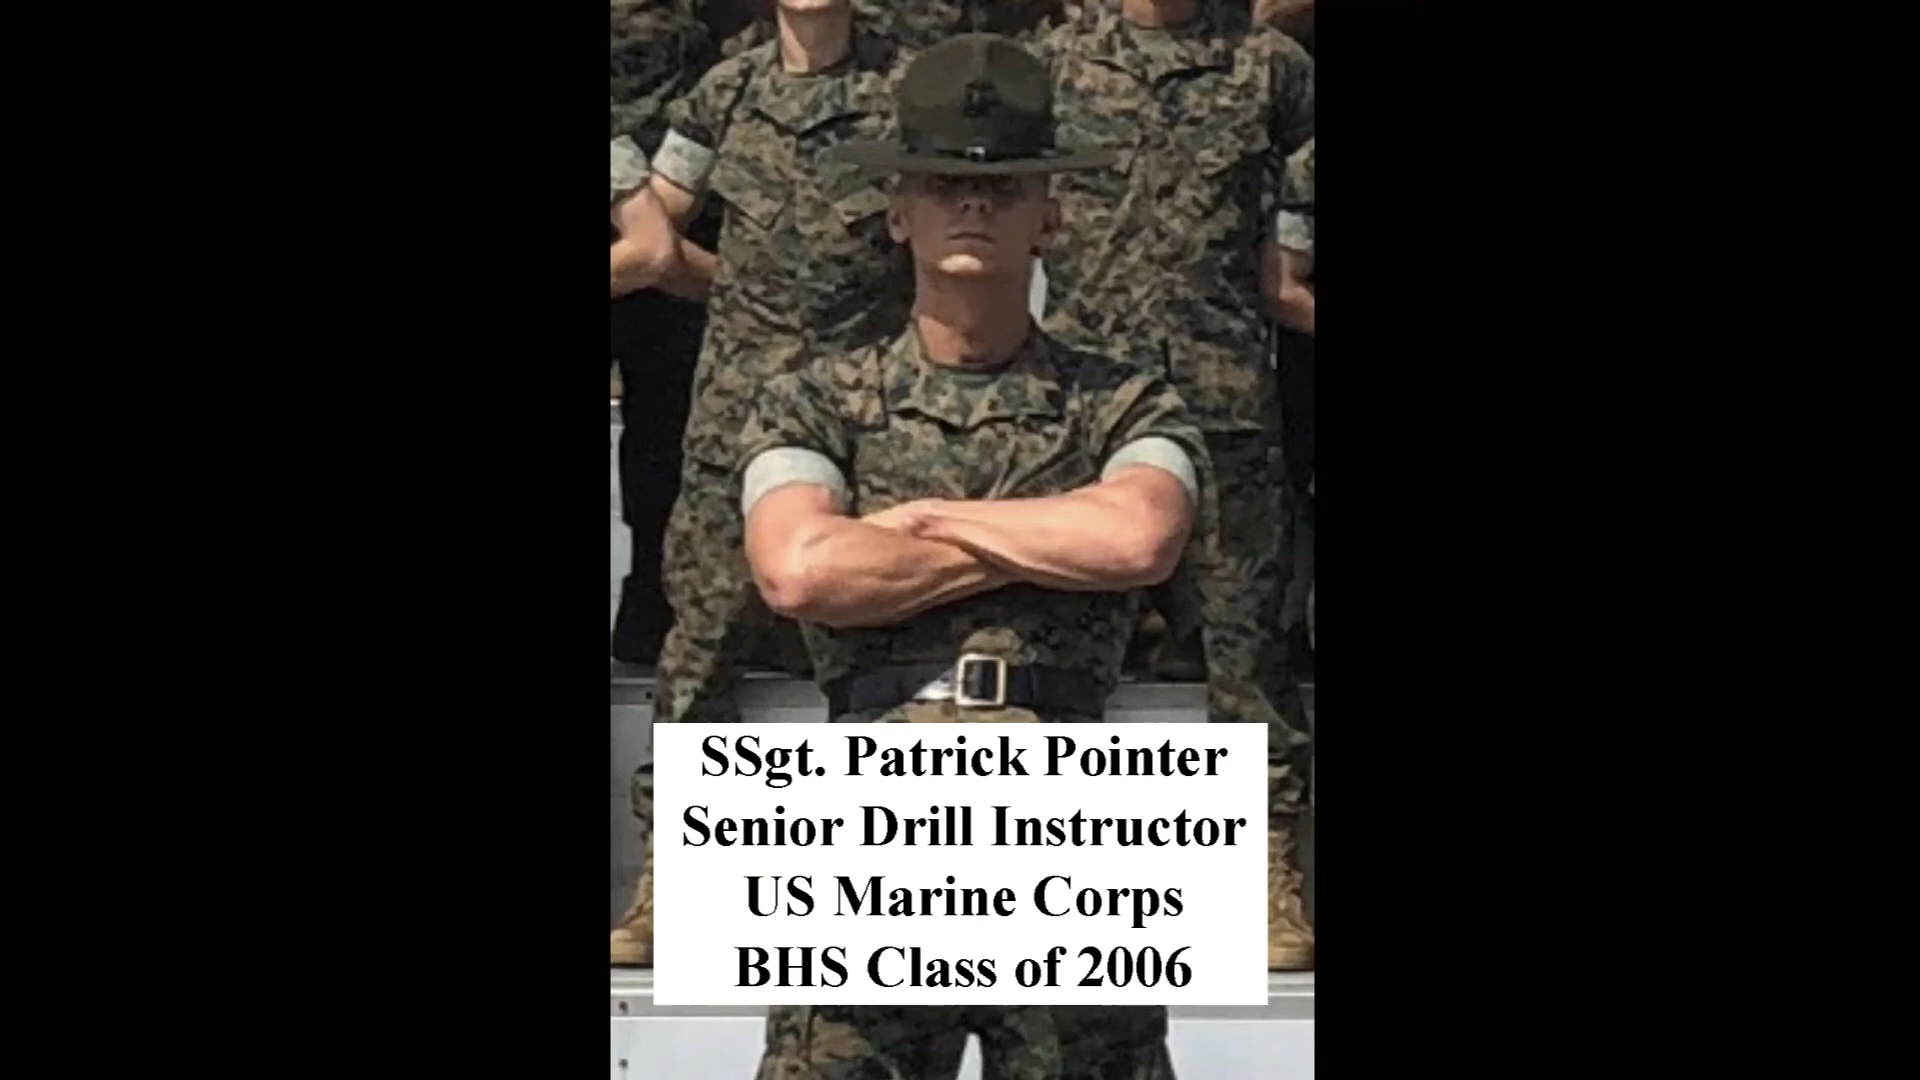 SSgt. Patrick Pointer
Senior Drill Instructor
US Marine Corps
BHS Class of 2006